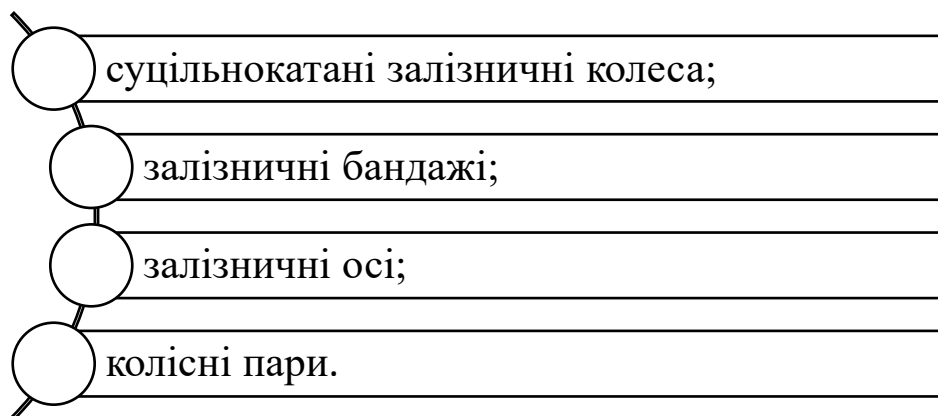 суцільнокатані залізничні колеса;
залізничні бандажі;
залізничні осі;
колісні пари.